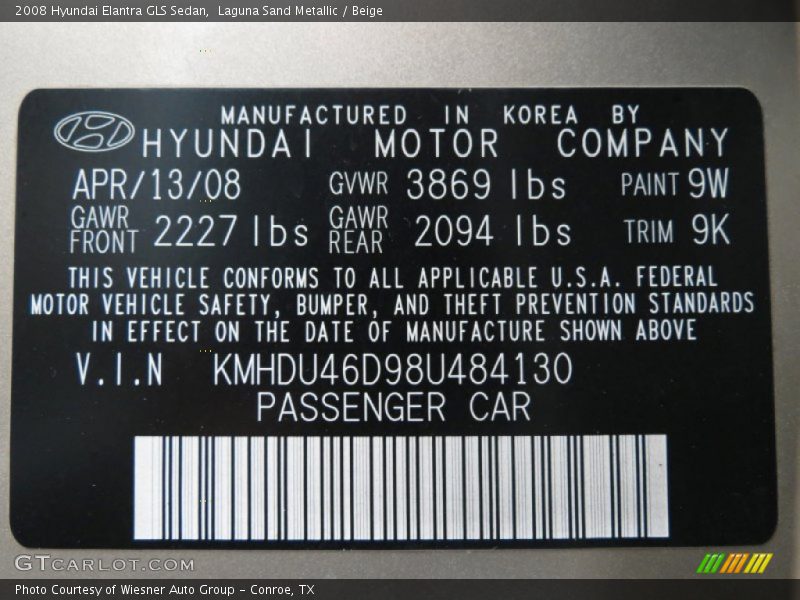 2008 Hyundai Elantra GLS Sedan,  Laguna Sand Metallic / Beige
MANUFACTURED IN KOREA BY
HYUNDAI MOTOR COMPANY
APR/13/08 GVWR 3869 lbs PAINT 9W
GAWR FRONT 2227 lbs GAWR REAR 2094 lbs TRIM 9K
THIS VEHICLE CONFORMS TO ALL APPLICABLE U.S.A. FEDERAL
MOTOR VEHICLE SAFETY, BUMPER, AND THEFT PREVENTION STANDARDS
IN EFFECT ON THE DATE OF MANUFACTURE SHOWN ABOVE
V.I.N KMHDU46D98U484130
PASSENGER CAR
GTCARLOT.COM
Photo Courtesy of Wiesner Auto Group - Conroe, TX